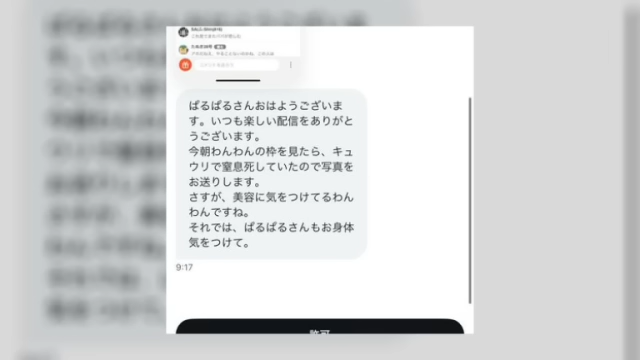 ぱるぱるさんおはようございま
す。いつも楽しい配信をありがと
うございます。
今朝わんわんの枠を見たら、キュ
ウリで窒息死していたので写真を
お送りします。
さすが、美容に気をつけてるわん
わんですね。
それでは、ぱるぱるさんもお身体
気をつけて。
9:17